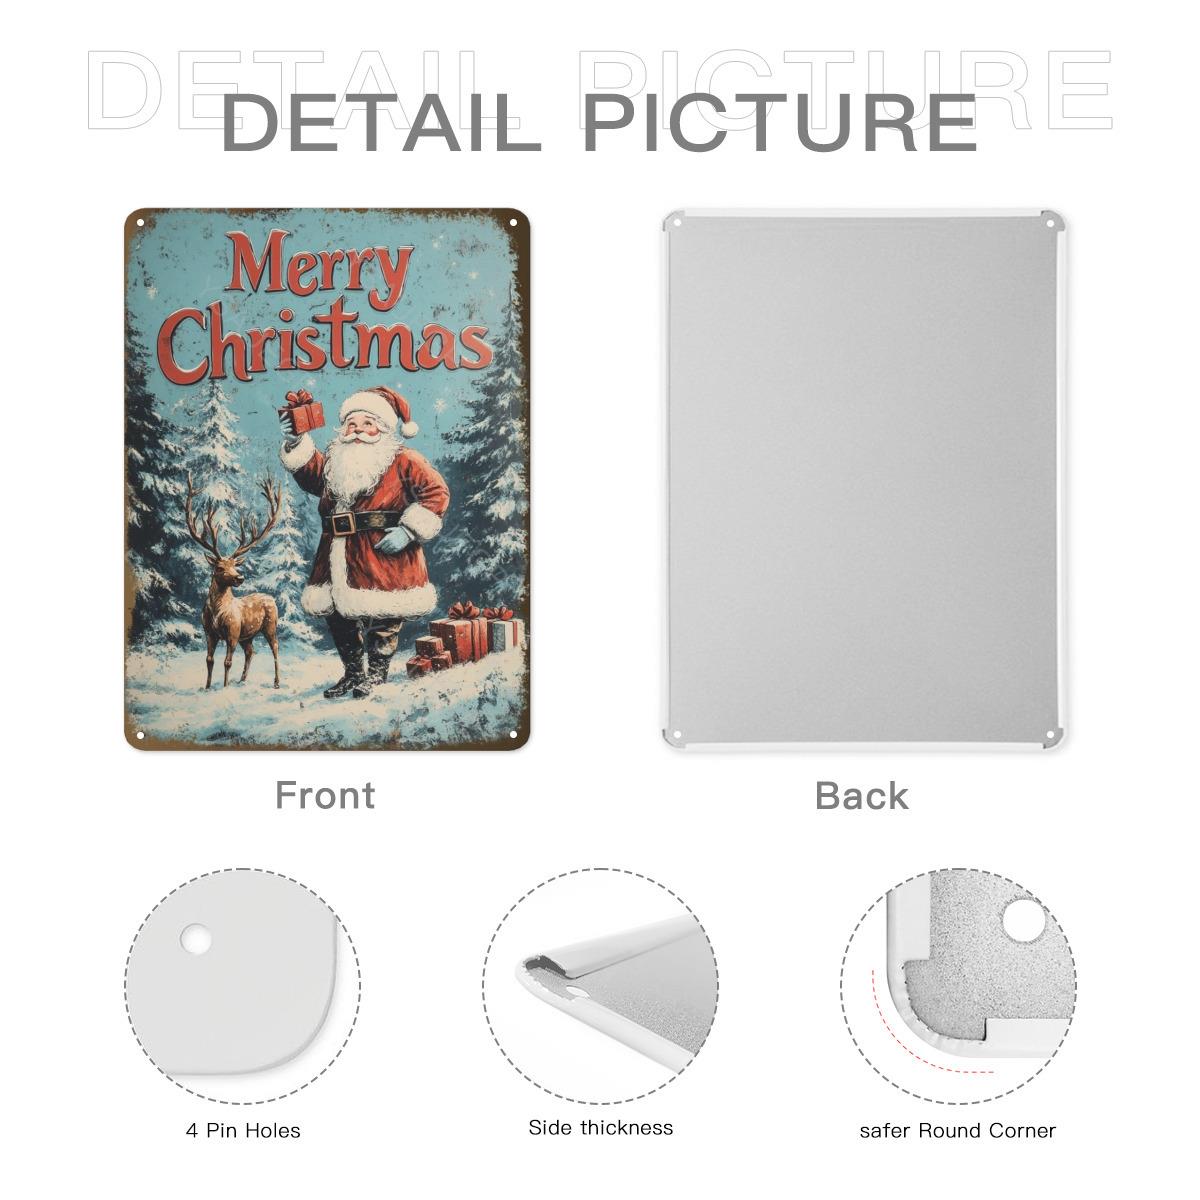 DETAIL PICTURE
DETAIL PICTURE
Merry
Christmas
Front
Back
4 Pin Holes
Side thickness
safer Round Corner